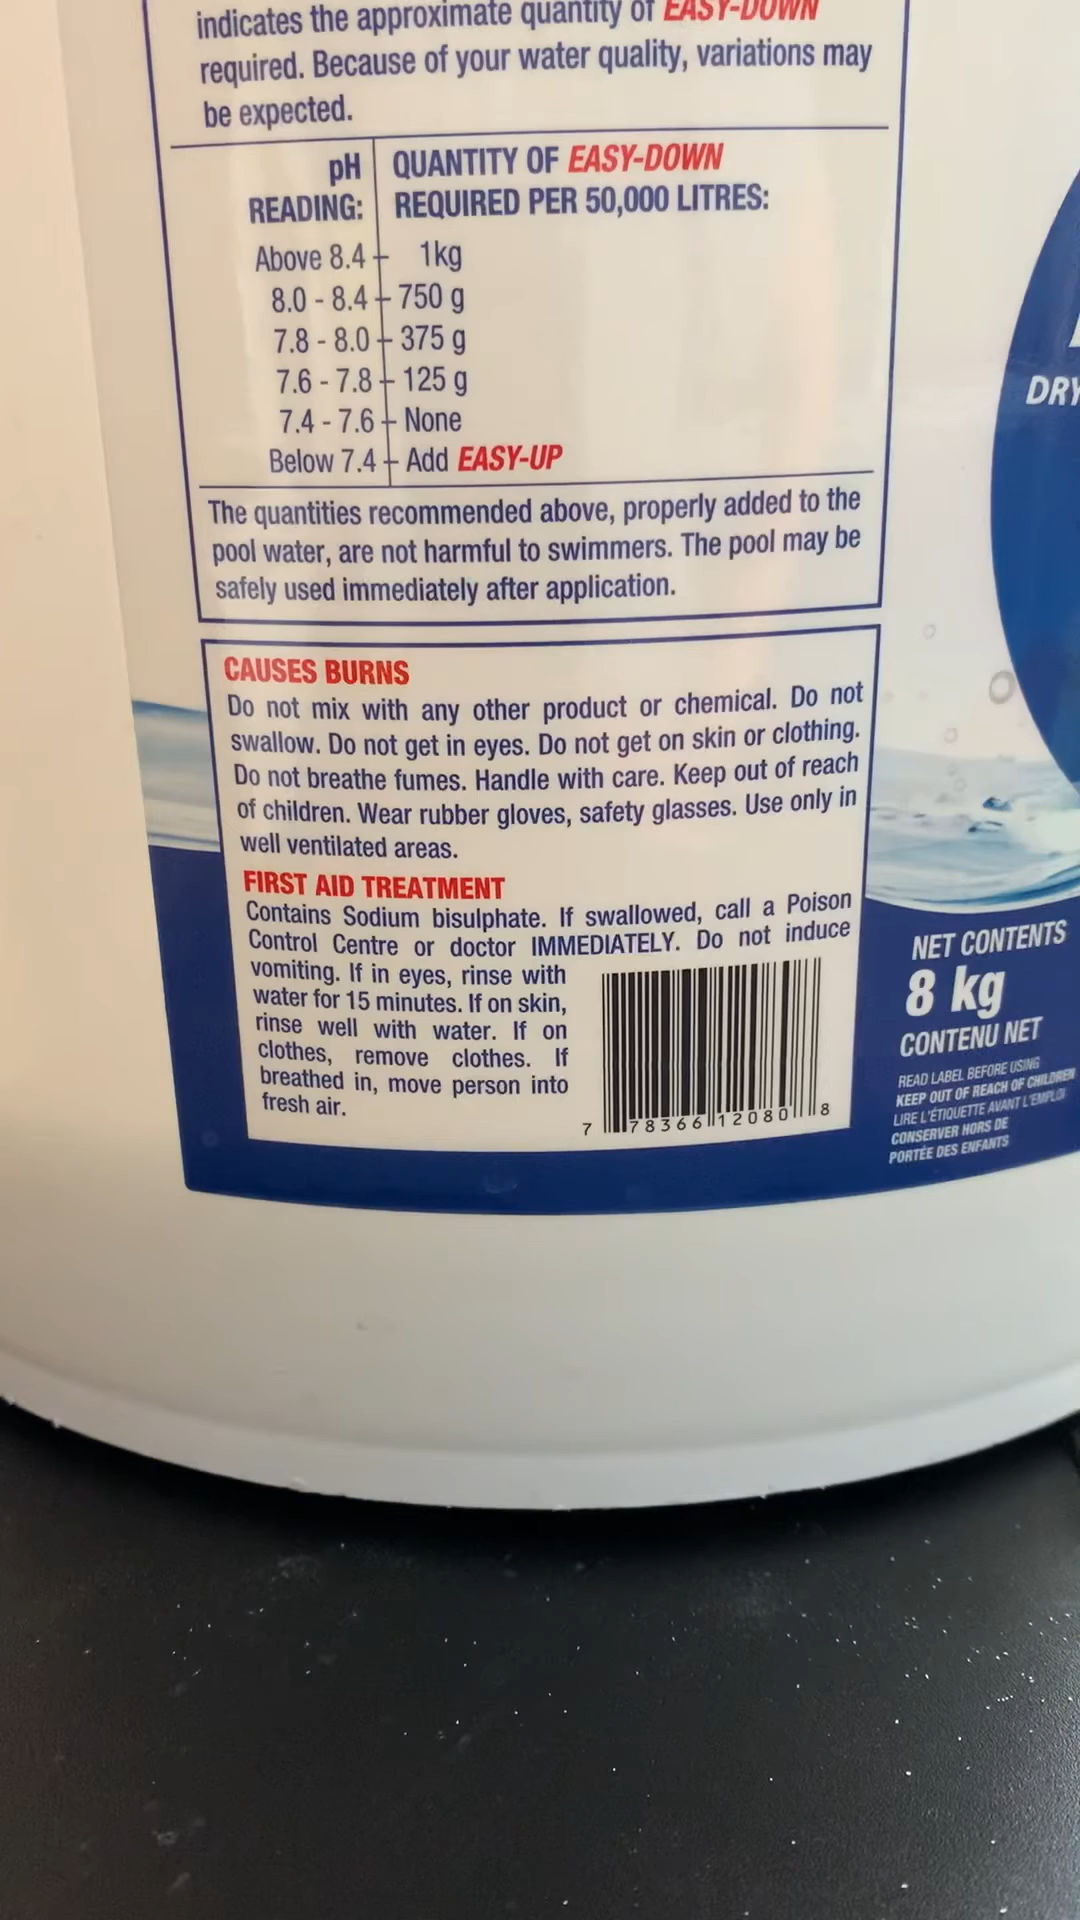 indicates the approximate quantity of EASY-DOWN
required. Because of your water quality, variations may
be expected.
pH READING: QUANTITY OF EASY-DOWN REQUIRED PER 50,000 LITRES:
Above 8.4 1kg
8.0 - 8.4 750 g
7.8 - 8.0 375 g
7.6 - 7.8 125 g
7.4 - 7.6 None
Below 7.4 Add EASY-UP
The quantities recommended above, properly added to the
pool water, are not harmful to swimmers. The pool may be
safely used immediately after application.
CAUSES BURNS
Do not mix with any other product or chemical. Do not
swallow. Do not get in eyes. Do not get on skin or clothing.
Do not breathe fumes. Handle with care. Keep out of reach
of children. Wear rubber gloves, safety glasses. Use only in
well ventilated areas.
FIRST AID TREATMENT
Contains Sodium bisulphate. If swallowed, call a Poison
Control Centre or doctor IMMEDIATELY. Do not induce
vomiting. If in eyes, rinse with
water for 15 minutes. If on skin,
rinse well with water. If on
clothes, remove clothes. If
breathed in, move person into
fresh air.
7 78366 12080 8
DRY
NET CONTENTS
8 kg
CONTENU NET
READ LABEL BEFORE USING
KEEP OUT OF REACH OF CHILDREN
LIRE L'ÉTIQUETTE AVANT L'EMPLOI
CONSERVER HORS DE
PORTÉE DES ENFANTS